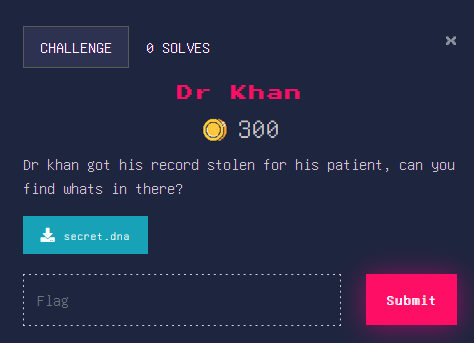 CHALLENGE 0 SOLVES ×
Dr Khan
300
Dr khan got his record stolen for his patient, can you
find whats in there?
secret.dna
Flag Submit